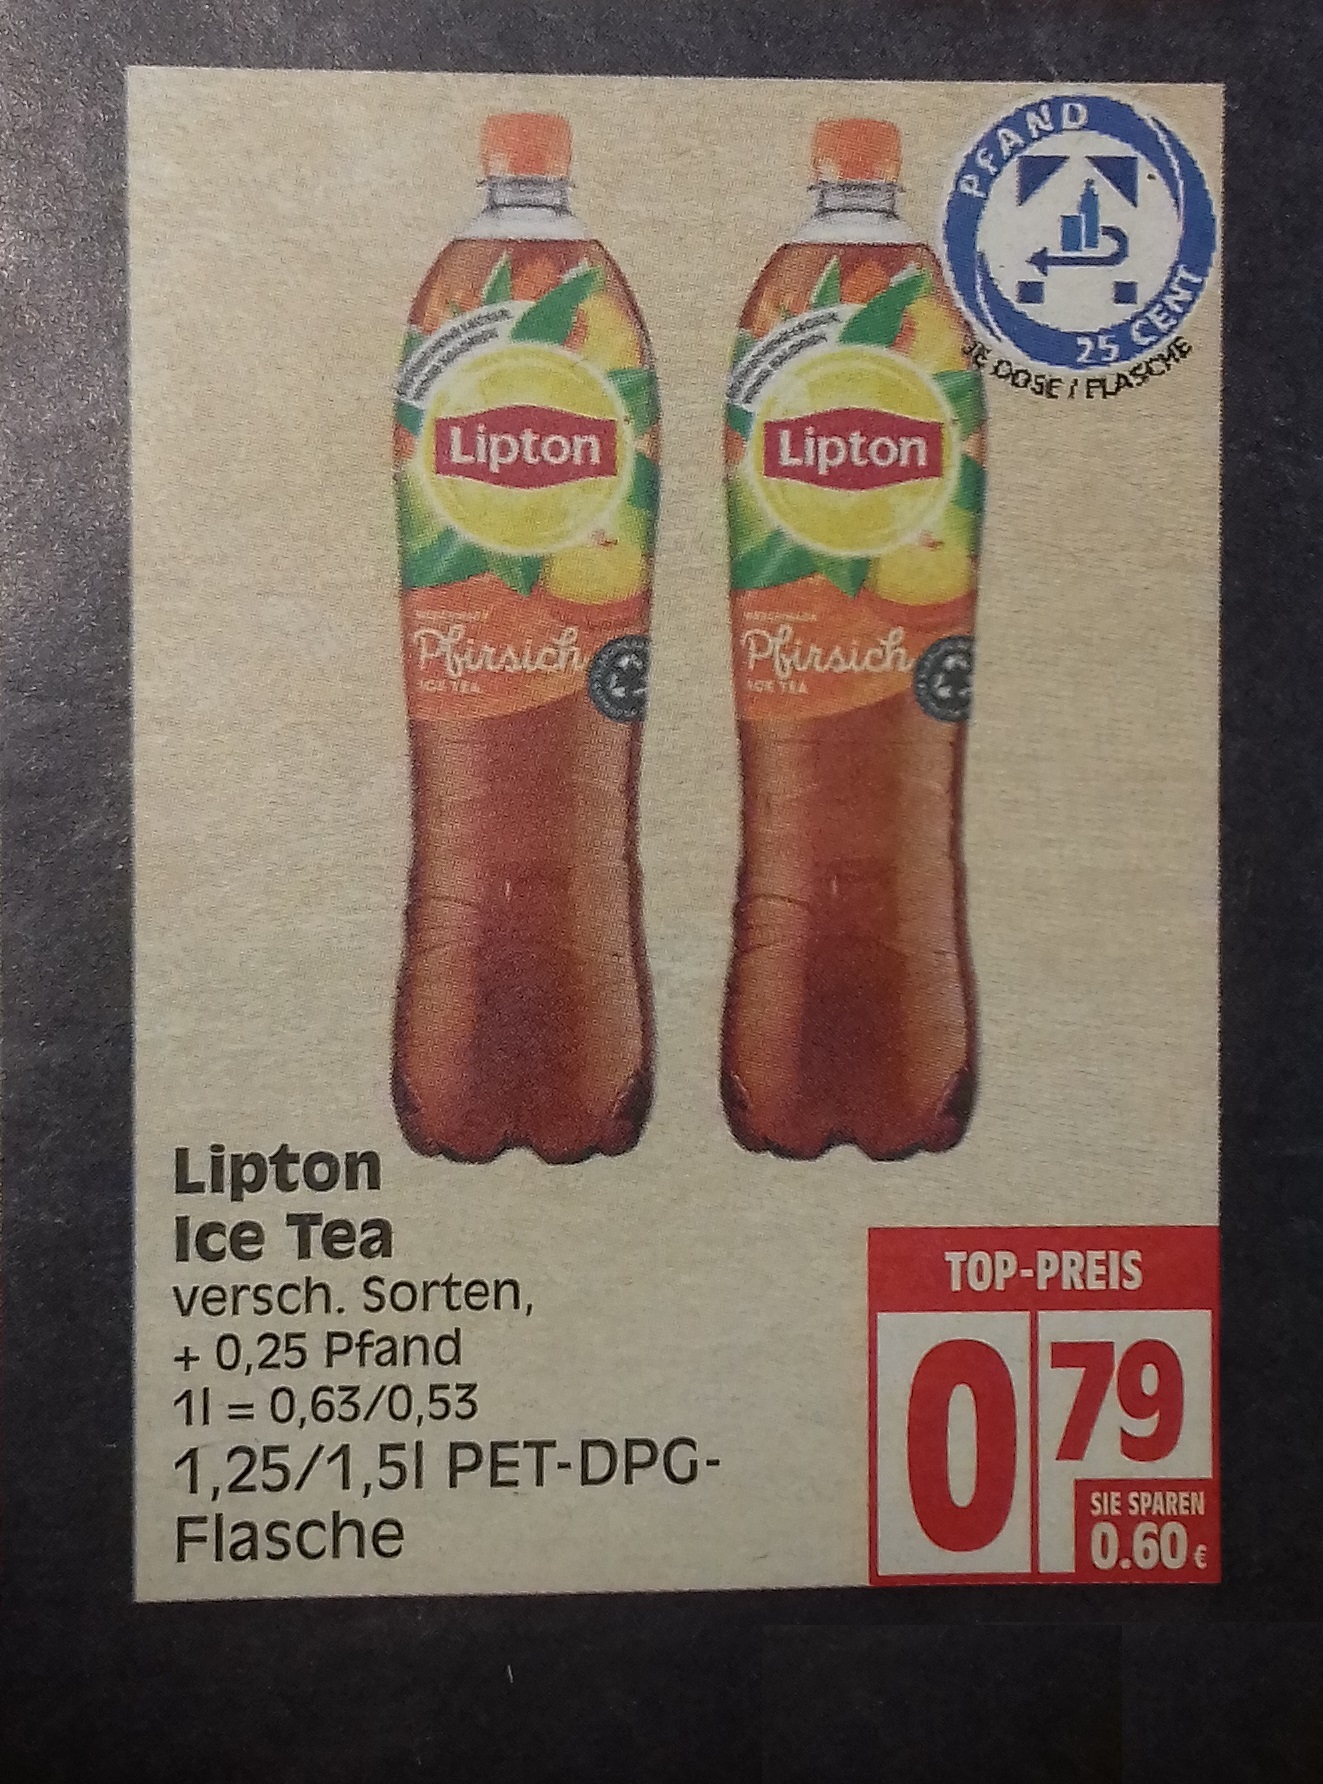 PFAND
25 CENT
JE DOSE / FLASCHE
Lipton
Lipton
Pfirsich
ICE TEA
Pfirsich
ICE TEA
Lipton
Ice Tea
versch. Sorten,
+ 0,25 Pfand
1l = 0,63/0,53
1,25/1,5l PET-DPG-
Flasche
TOP-PREIS
0 79
SIE SPAREN
0.60 €